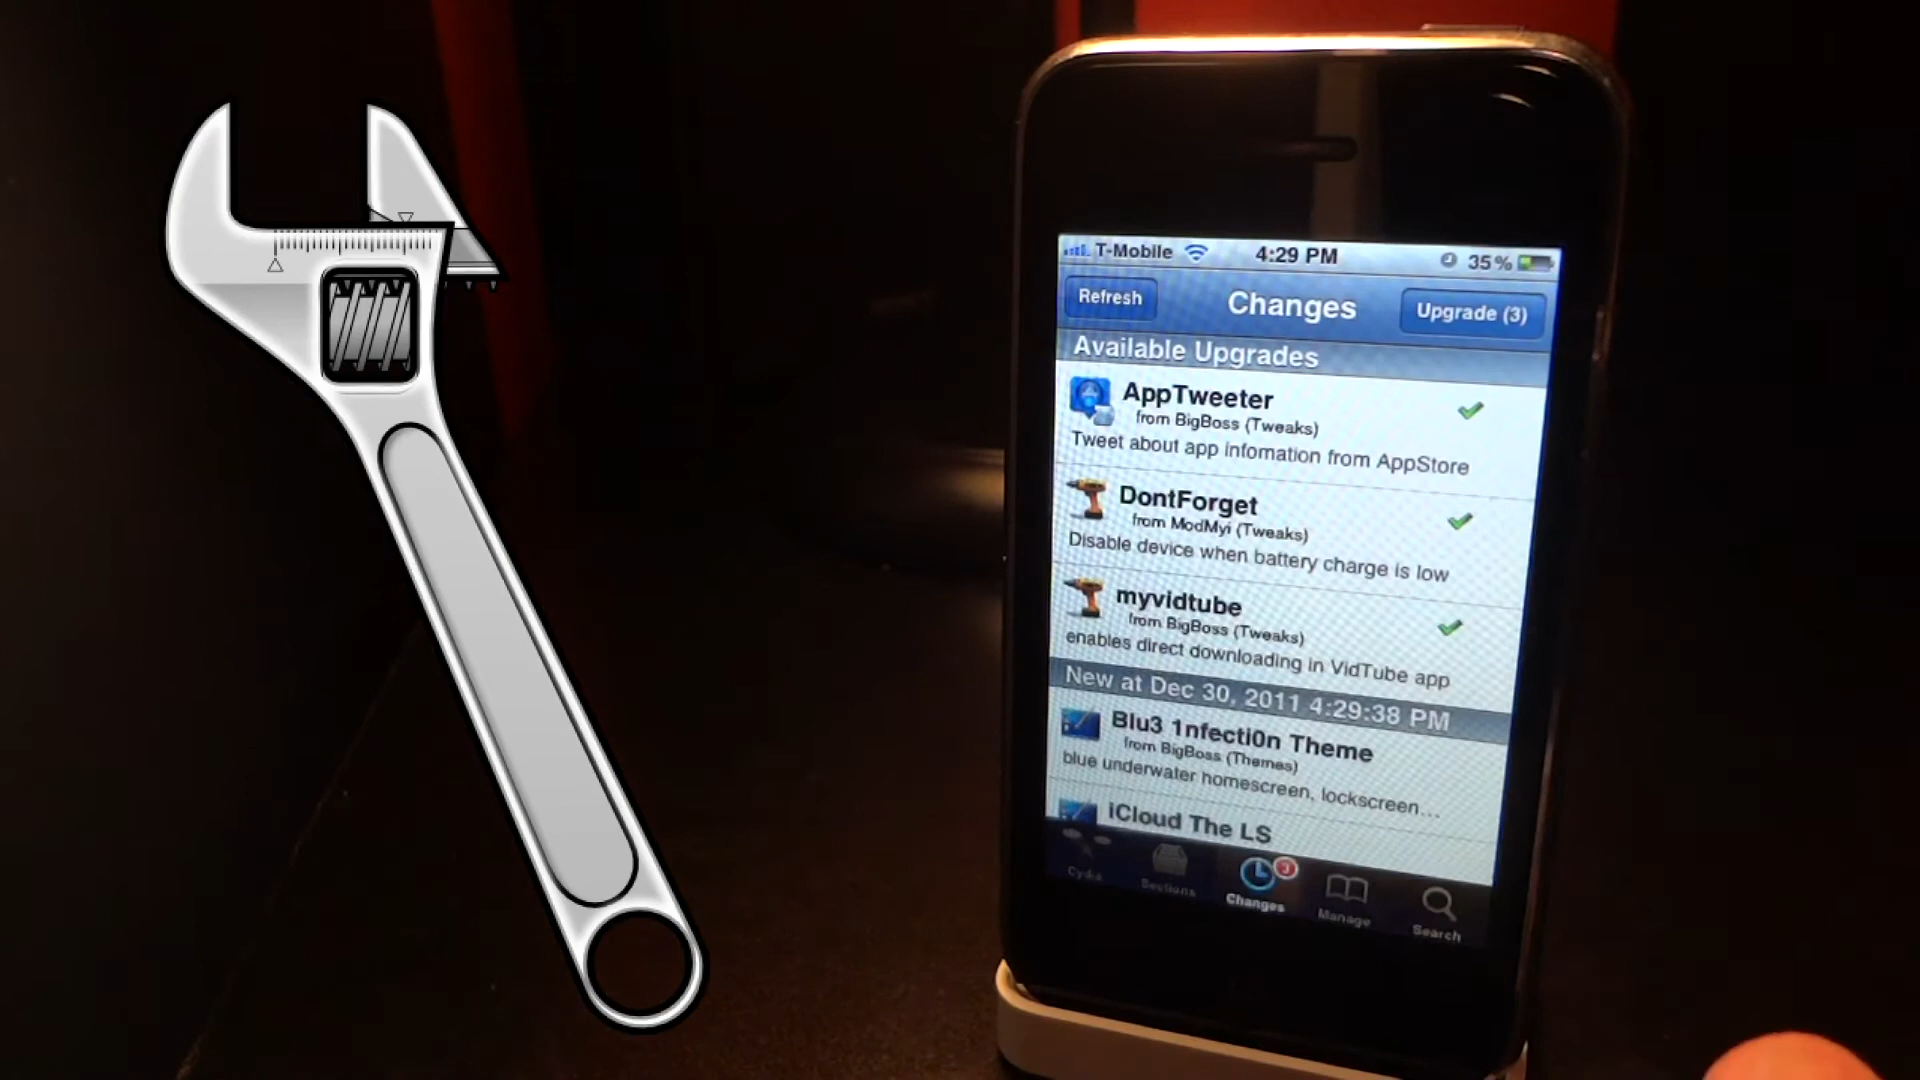 T-Mobile 4:29 PM 35%
Refresh Changes Upgrade (3)
Available Upgrades
AppTweeter
from BigBoss (Tweaks)
Tweet about app infomation from AppStore
DontForget
from ModMyi (Tweaks)
Disable device when battery charge is low
myvidtube
from BigBoss (Tweaks)
enables direct downloading in VidTube app
New at Dec 30, 2011 4:29:38 PM
Blu3 1nfecti0n Theme
from BigBoss (Themes)
blue underwater homescreen, lockscreen...
iCloud The LS
3
Cydia Sections Changes Manage Search